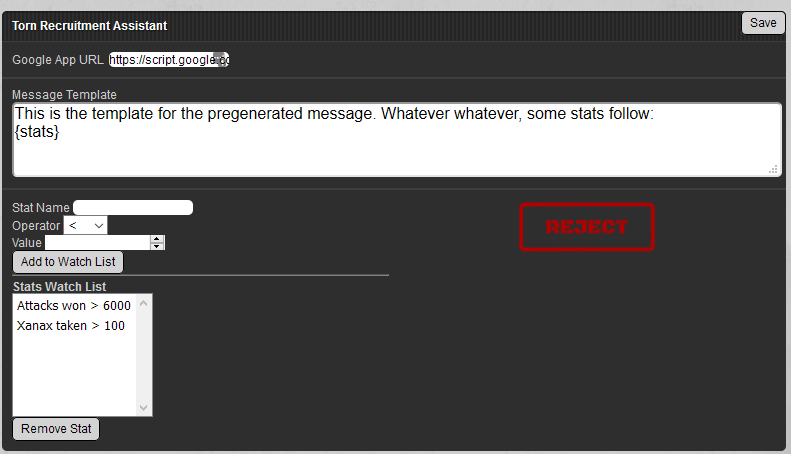 Torn Recruitment Assistant
Save
Google App URL https://script.google.co
Message Template
This is the template for the pregenerated message. Whatever whatever, some stats follow:
{stats}
Stat Name
Operator <
Value
Add to Watch List
REJECT
Stats Watch List
Attacks won > 6000
Xanax taken > 100
Remove Stat